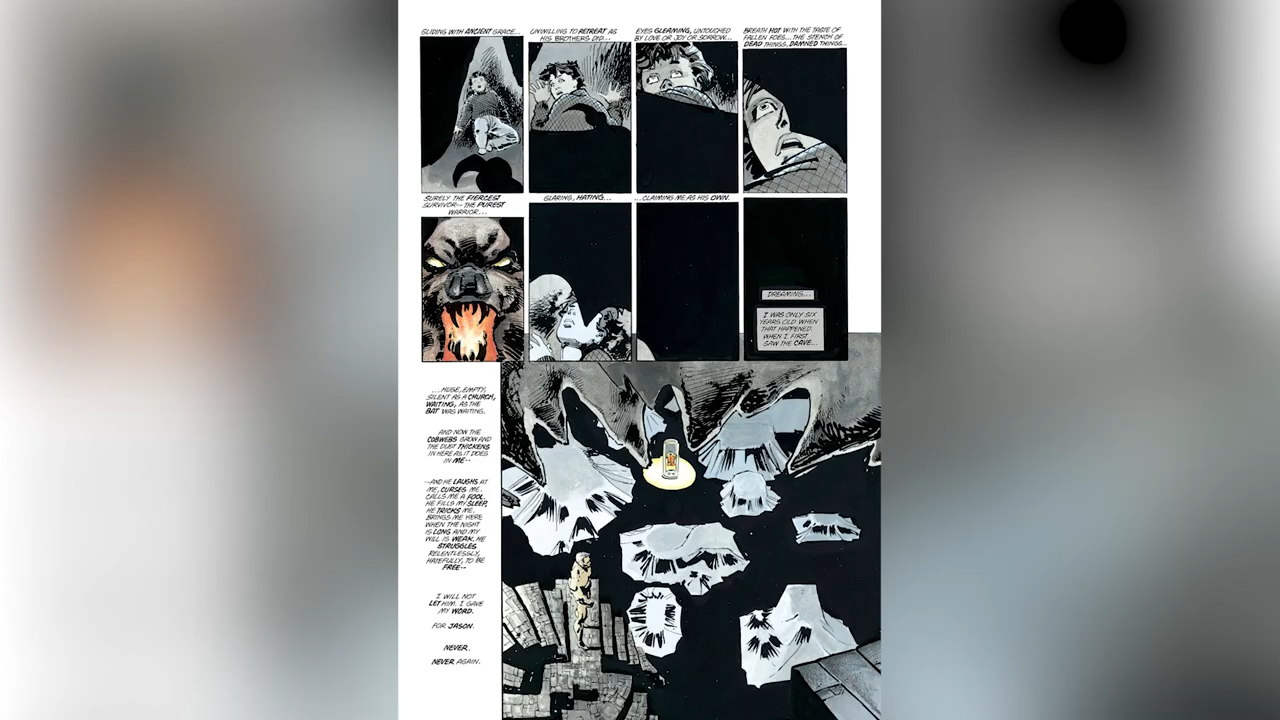 GLIDING WITH ANCIENT GRACE...
UNWILLING TO RETREAT AS
HIS BROTHERS DID...
EYES GLEAMING, UNTOUCHED
BY LOVE OR JOY OR SORROW...
BREATH HOT WITH THE TASTE OF
FALLEN FOES...THE STENCH OF
DEAD THINGS, DAMNED THINGS...
SURELY THE FIERCEST
SURVIVOR-- THE PUREST
WARRIOR...
GLARING, HATING...
...CLAIMING ME AS HIS OWN.
DREAMING...
I WAS ONLY SIX
YEARS OLD WHEN
THAT HAPPENED.
WHEN I FIRST
SAW THE CAVE...
...HUGE, EMPTY,
SILENT AS A CHURCH,
WAITING, AS THE
BAT WAS WAITING.
AND NOW THE
COBWEBS GROW AND
THE DUST THICKENS
IN HERE AS IT DOES
IN ME--
--AND HE LAUGHS AT
ME, CURSES ME.
CALLS ME A FOOL.
HE FILLS MY SLEEP,
HE TRICKS ME.
BRINGS ME HERE
WHEN THE NIGHT
IS LONG AND MY
WILL IS WEAK. HE
STRUGGLES
RELENTLESSLY,
HATEFULLY, TO BE
FREE--
I WILL NOT
LET HIM. I GAVE
MY WORD.
FOR JASON.
NEVER.
NEVER AGAIN.